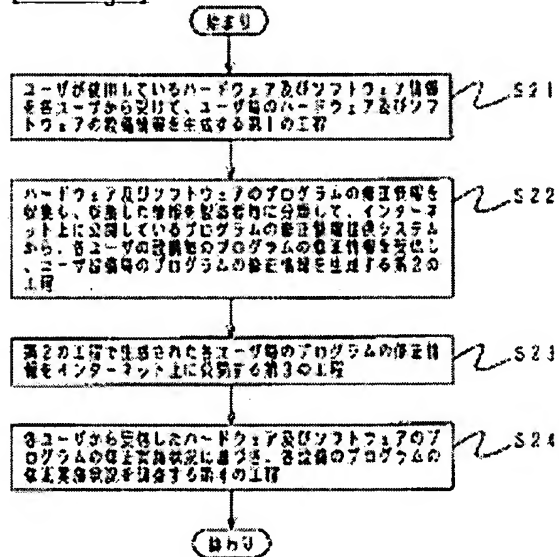 始まり
ユーザが使用しているハードウェア及びソフトウェア情報
を各ユーザから受けて、ユーザ毎のハードウェア及びソフ
トウェアの設備情報を生成する第1の工程
S21
ハードウェア及びソフトウェアのプログラムの修正情報を
収集し、収集した情報を製造者毎に分類して、インターネ
ット上に公開しているプログラムの修正情報提供システム
から、各ユーザの設備毎のプログラムの修正情報を
、ユーザ設備毎のプログラムの修正情報を生成する第2の
工程
S22
第2の工程で生成された各ユーザ毎のプログラムの修正情
報をインターネット上に公開する第3の工程
S23
各ユーザから受信したハードウェア及びソフトウェアのプ
ログラムの修正実施状況に基づき、各設備のプログラムの
修正実施状況を調査する第4の工程
S24
終わり